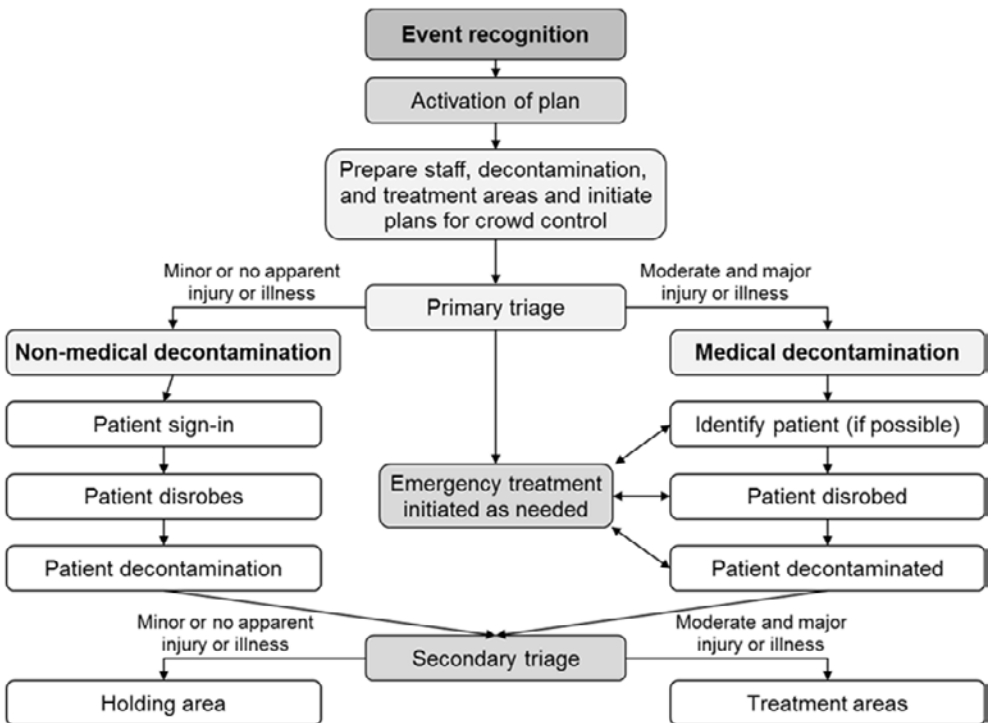 Event recognition
Activation of plan
Prepare staff, decontamination,
and treatment areas and initiate
plans for crowd control
Minor or no apparent
injury or illness
Primary triage
Moderate and major
injury or illness
Non-medical decontamination
Medical decontamination
Patient sign-in
Identify patient (if possible)
Patient disrobes
Emergency treatment
initiated as needed
Patient disrobed
Patient decontamination
Patient decontaminated
Minor or no apparent
injury or illness
Secondary triage
Moderate and major
injury or illness
Holding area
Treatment areas